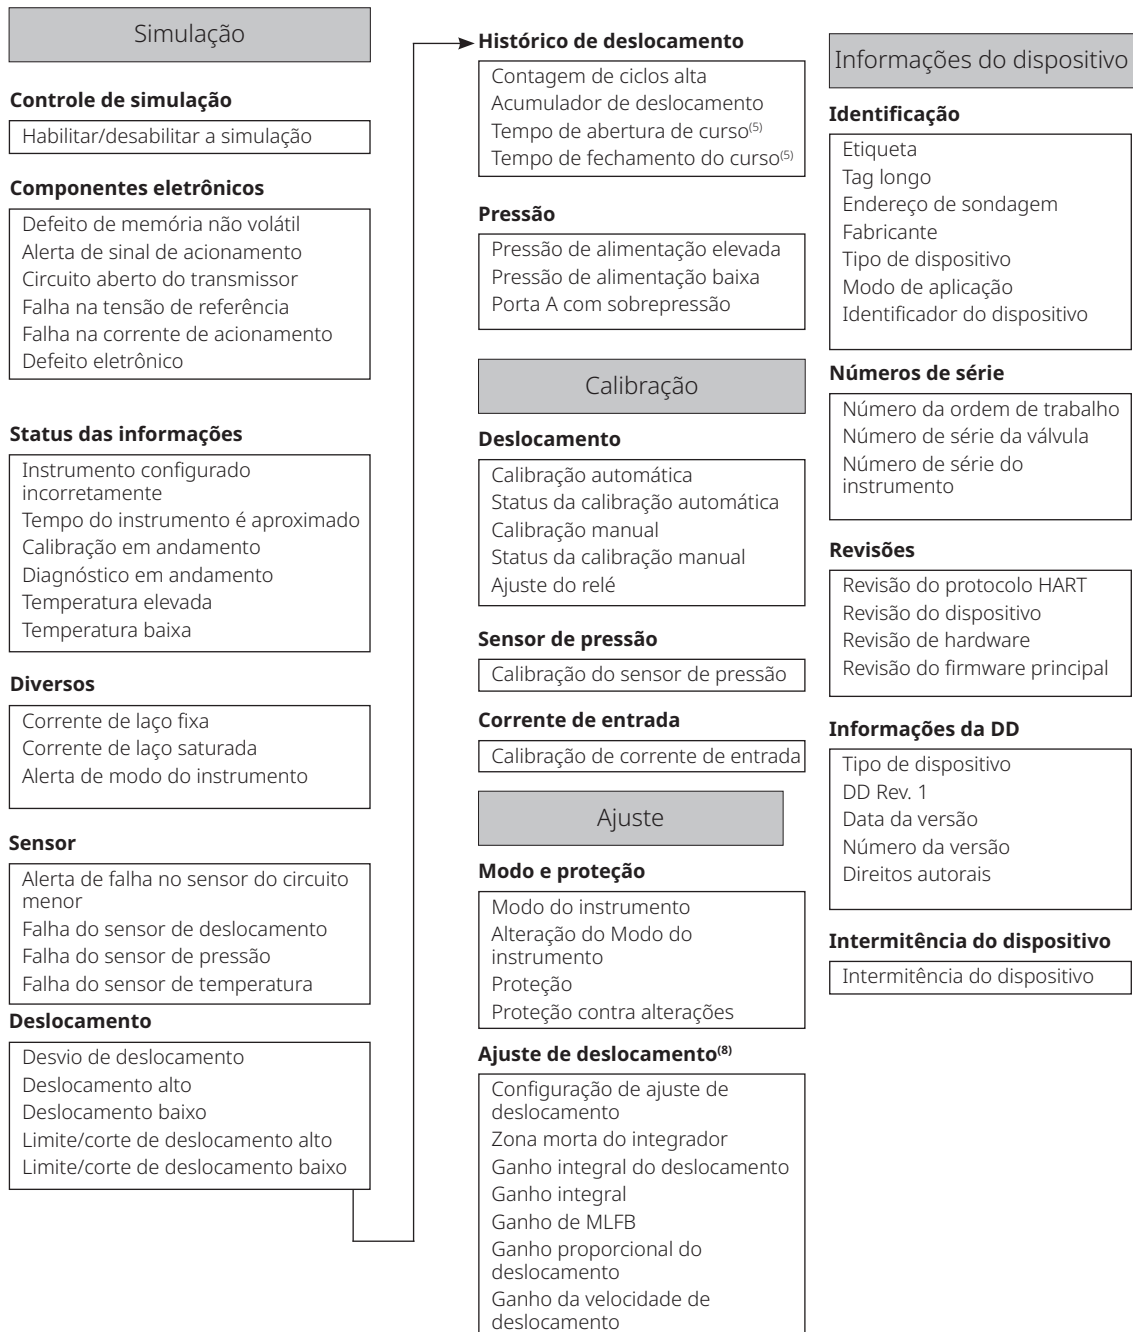 Simulação
Controle de simulação
Habilitar/desabilitar a simulação
Componentes eletrônicos
Defeito de memória não volátil
Alerta de sinal de acionamento
Circuito aberto do transmissor
Falha na tensão de referência
Falha na corrente de acionamento
Defeito eletrônico
Status das informações
Instrumento configurado
incorretamente
Tempo do instrumento é aproximado
Calibração em andamento
Diagnóstico em andamento
Temperatura elevada
Temperatura baixa
Diversos
Corrente de laço fixa
Corrente de laço saturada
Alerta de modo do instrumento
Sensor
Alerta de falha no sensor do circuito
menor
Falha do sensor de deslocamento
Falha do sensor de pressão
Falha do sensor de temperatura
Deslocamento
Desvio de deslocamento
Deslocamento alto
Deslocamento baixo
Limite/corte de deslocamento alto
Limite/corte de deslocamento baixo
Histórico de deslocamento
Contagem de ciclos alta
Acumulador de deslocamento
Tempo de abertura de curso(5)
Tempo de fechamento do curso(5)
Pressão
Pressão de alimentação elevada
Pressão de alimentação baixa
Porta A com sobrepressão
Calibração
Deslocamento
Calibração automática
Status da calibração automática
Calibração manual
Status da calibração manual
Ajuste do relé
Sensor de pressão
Calibração do sensor de pressão
Corrente de entrada
Calibração de corrente de entrada
Ajuste
Modo e proteção
Modo do instrumento
Alteração do Modo do
instrumento
Proteção
Proteção contra alterações
Ajuste de deslocamento(8)
Configuração de ajuste de
deslocamento
Zona morta do integrador
Ganho integral do deslocamento
Ganho integral
Ganho de MLFB
Ganho proporcional do
deslocamento
Ganho da velocidade de
deslocamento
Informações do dispositivo
Identificação
Etiqueta
Tag longo
Endereço de sondagem
Fabricante
Tipo de dispositivo
Modo de aplicação
Identificador do dispositivo
Números de série
Número da ordem de trabalho
Número de série da válvula
Número de série do
instrumento
Revisões
Revisão do protocolo HART
Revisão do dispositivo
Revisão de hardware
Revisão do firmware principal
Informações da DD
Tipo de dispositivo
DD Rev. 1
Data da versão
Número da versão
Direitos autorais
Intermitência do dispositivo
Intermitência do dispositivo